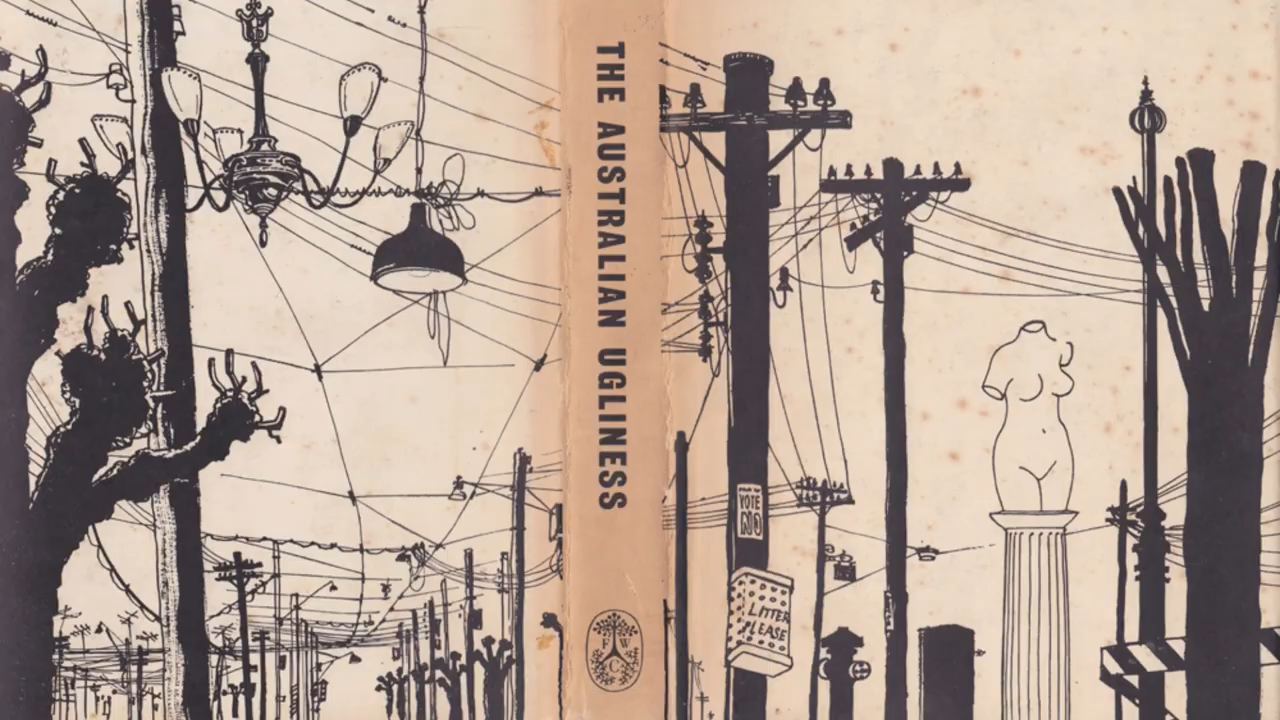 THE AUSTRALIAN UGLINESS
VOTE
NO
LITTER
PLEASE
F W
C